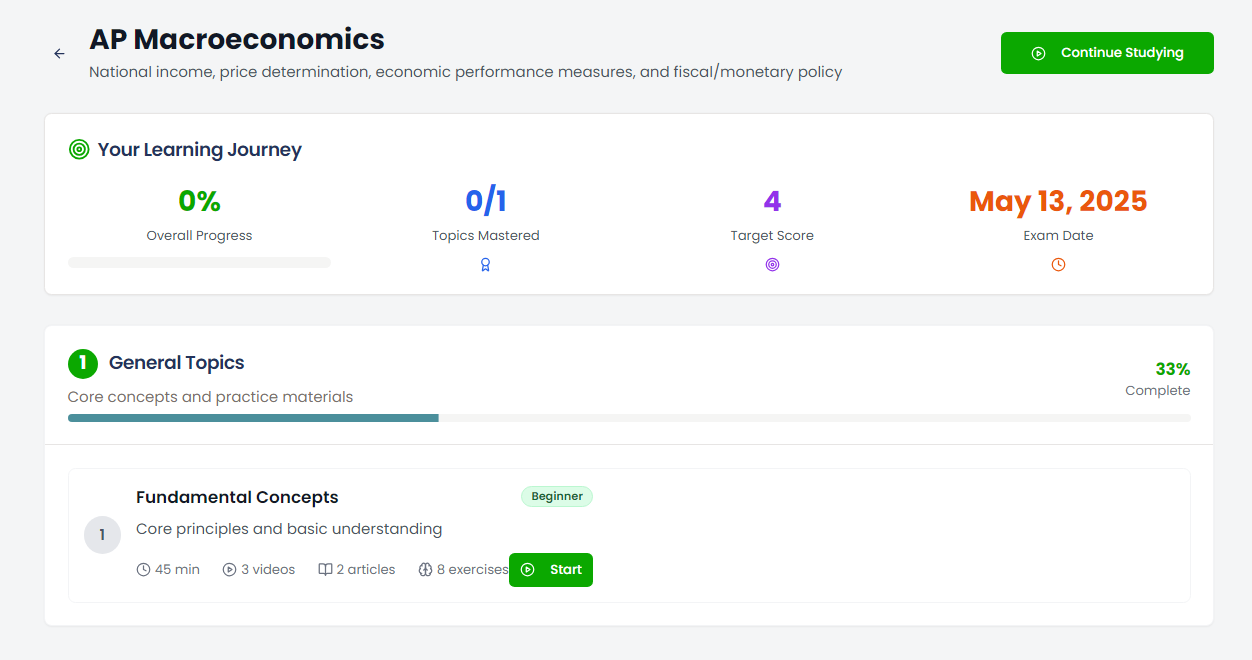 AP Macroeconomics
National income, price determination, economic performance measures, and fiscal/monetary policy
Continue Studying
Your Learning Journey
0%
Overall Progress
0/1
Topics Mastered
4
Target Score
May 13, 2025
Exam Date
1
General Topics
Core concepts and practice materials
33%
Complete
1
Fundamental Concepts
Beginner
Core principles and basic understanding
45 min
3 videos
2 articles
8 exercises
Start